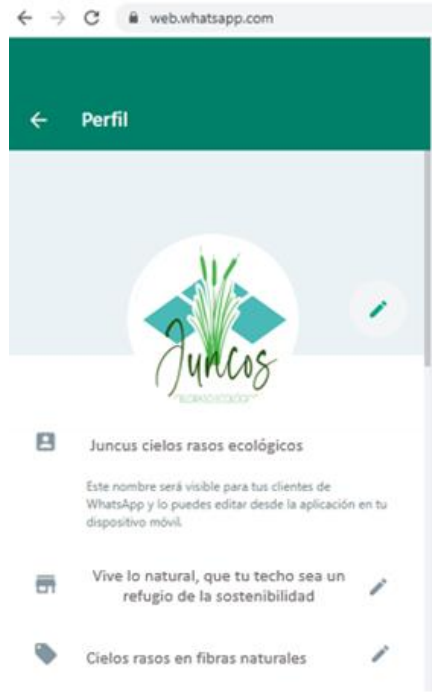 web.whatsapp.com
Perfil
Juncos
Juncus cielos rasos ecológicos
Este nombre será visible para tus clientes de
WhatsApp y lo puedes editar desde la aplicación en tu
dispositivo móvil.
Vive lo natural, que tu techo sea un
refugio de la sostenibilidad
Cielos rasos en fibras naturales